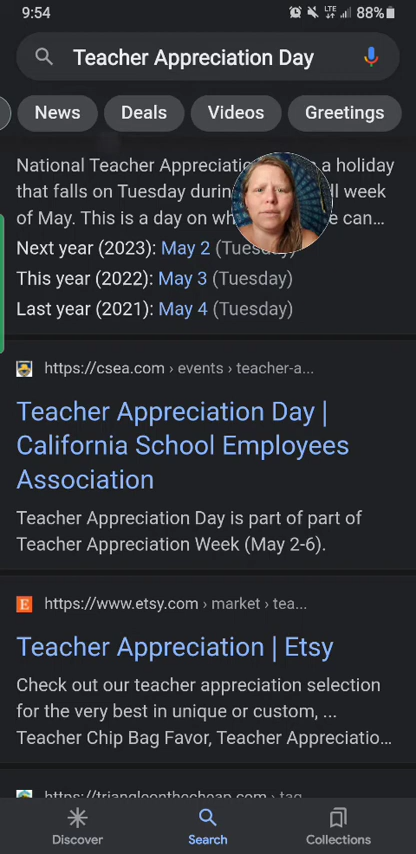 9:54
LTE
88%
Teacher Appreciation Day
News
Deals
Videos
Greetings
National Teacher a holiday
that falls on Tuesday week
of May. This is a day on can...
Next year (2023): May 2
This year (2022): May 3 (Tuesday)
Last year (2021): May 4 (Tuesday)
https://csea.com › events › teacher-a...
Teacher Appreciation Day |
California School Employees
Association
Teacher Appreciation Day is part of part of
Teacher Appreciation Week (May 2-6).
E
https://www.etsy.com › market › tea...
Teacher Appreciation | Etsy
Check out our teacher appreciation selection
for the very best in unique or custom, ...
Teacher Chip Bag Favor, Teacher Appreciatio...
Discover
Search
Collections